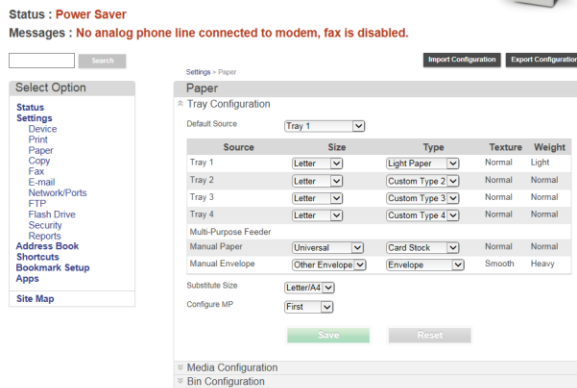 Status : Power Saver
Messages : No analog phone line connected to modem, fax is disabled.
Search
Import Configuration Export Configuration
Settings > Paper
Select Option
Status
Settings
Device
Print
Paper
Copy
Fax
E-mail
Network/Ports
FTP
Flash Drive
Security
Reports
Address Book
Shortcuts
Bookmark Setup
Apps
Site Map
Paper
Tray Configuration
Default Source Tray 1
Source Size Type Texture Weight
Tray 1 Letter Light Paper Normal Light
Tray 2 Letter Custom Type 2 Normal Normal
Tray 3 Letter Custom Type 3 Normal Normal
Tray 4 Letter Custom Type 4 Normal Normal
Multi-Purpose Feeder
Manual Paper Universal Card Stock Normal Normal
Manual Envelope Other Envelope Envelope Smooth Heavy
Substitute Size Letter/A4
Configure MP First
Save Reset
Media Configuration
Bin Configuration